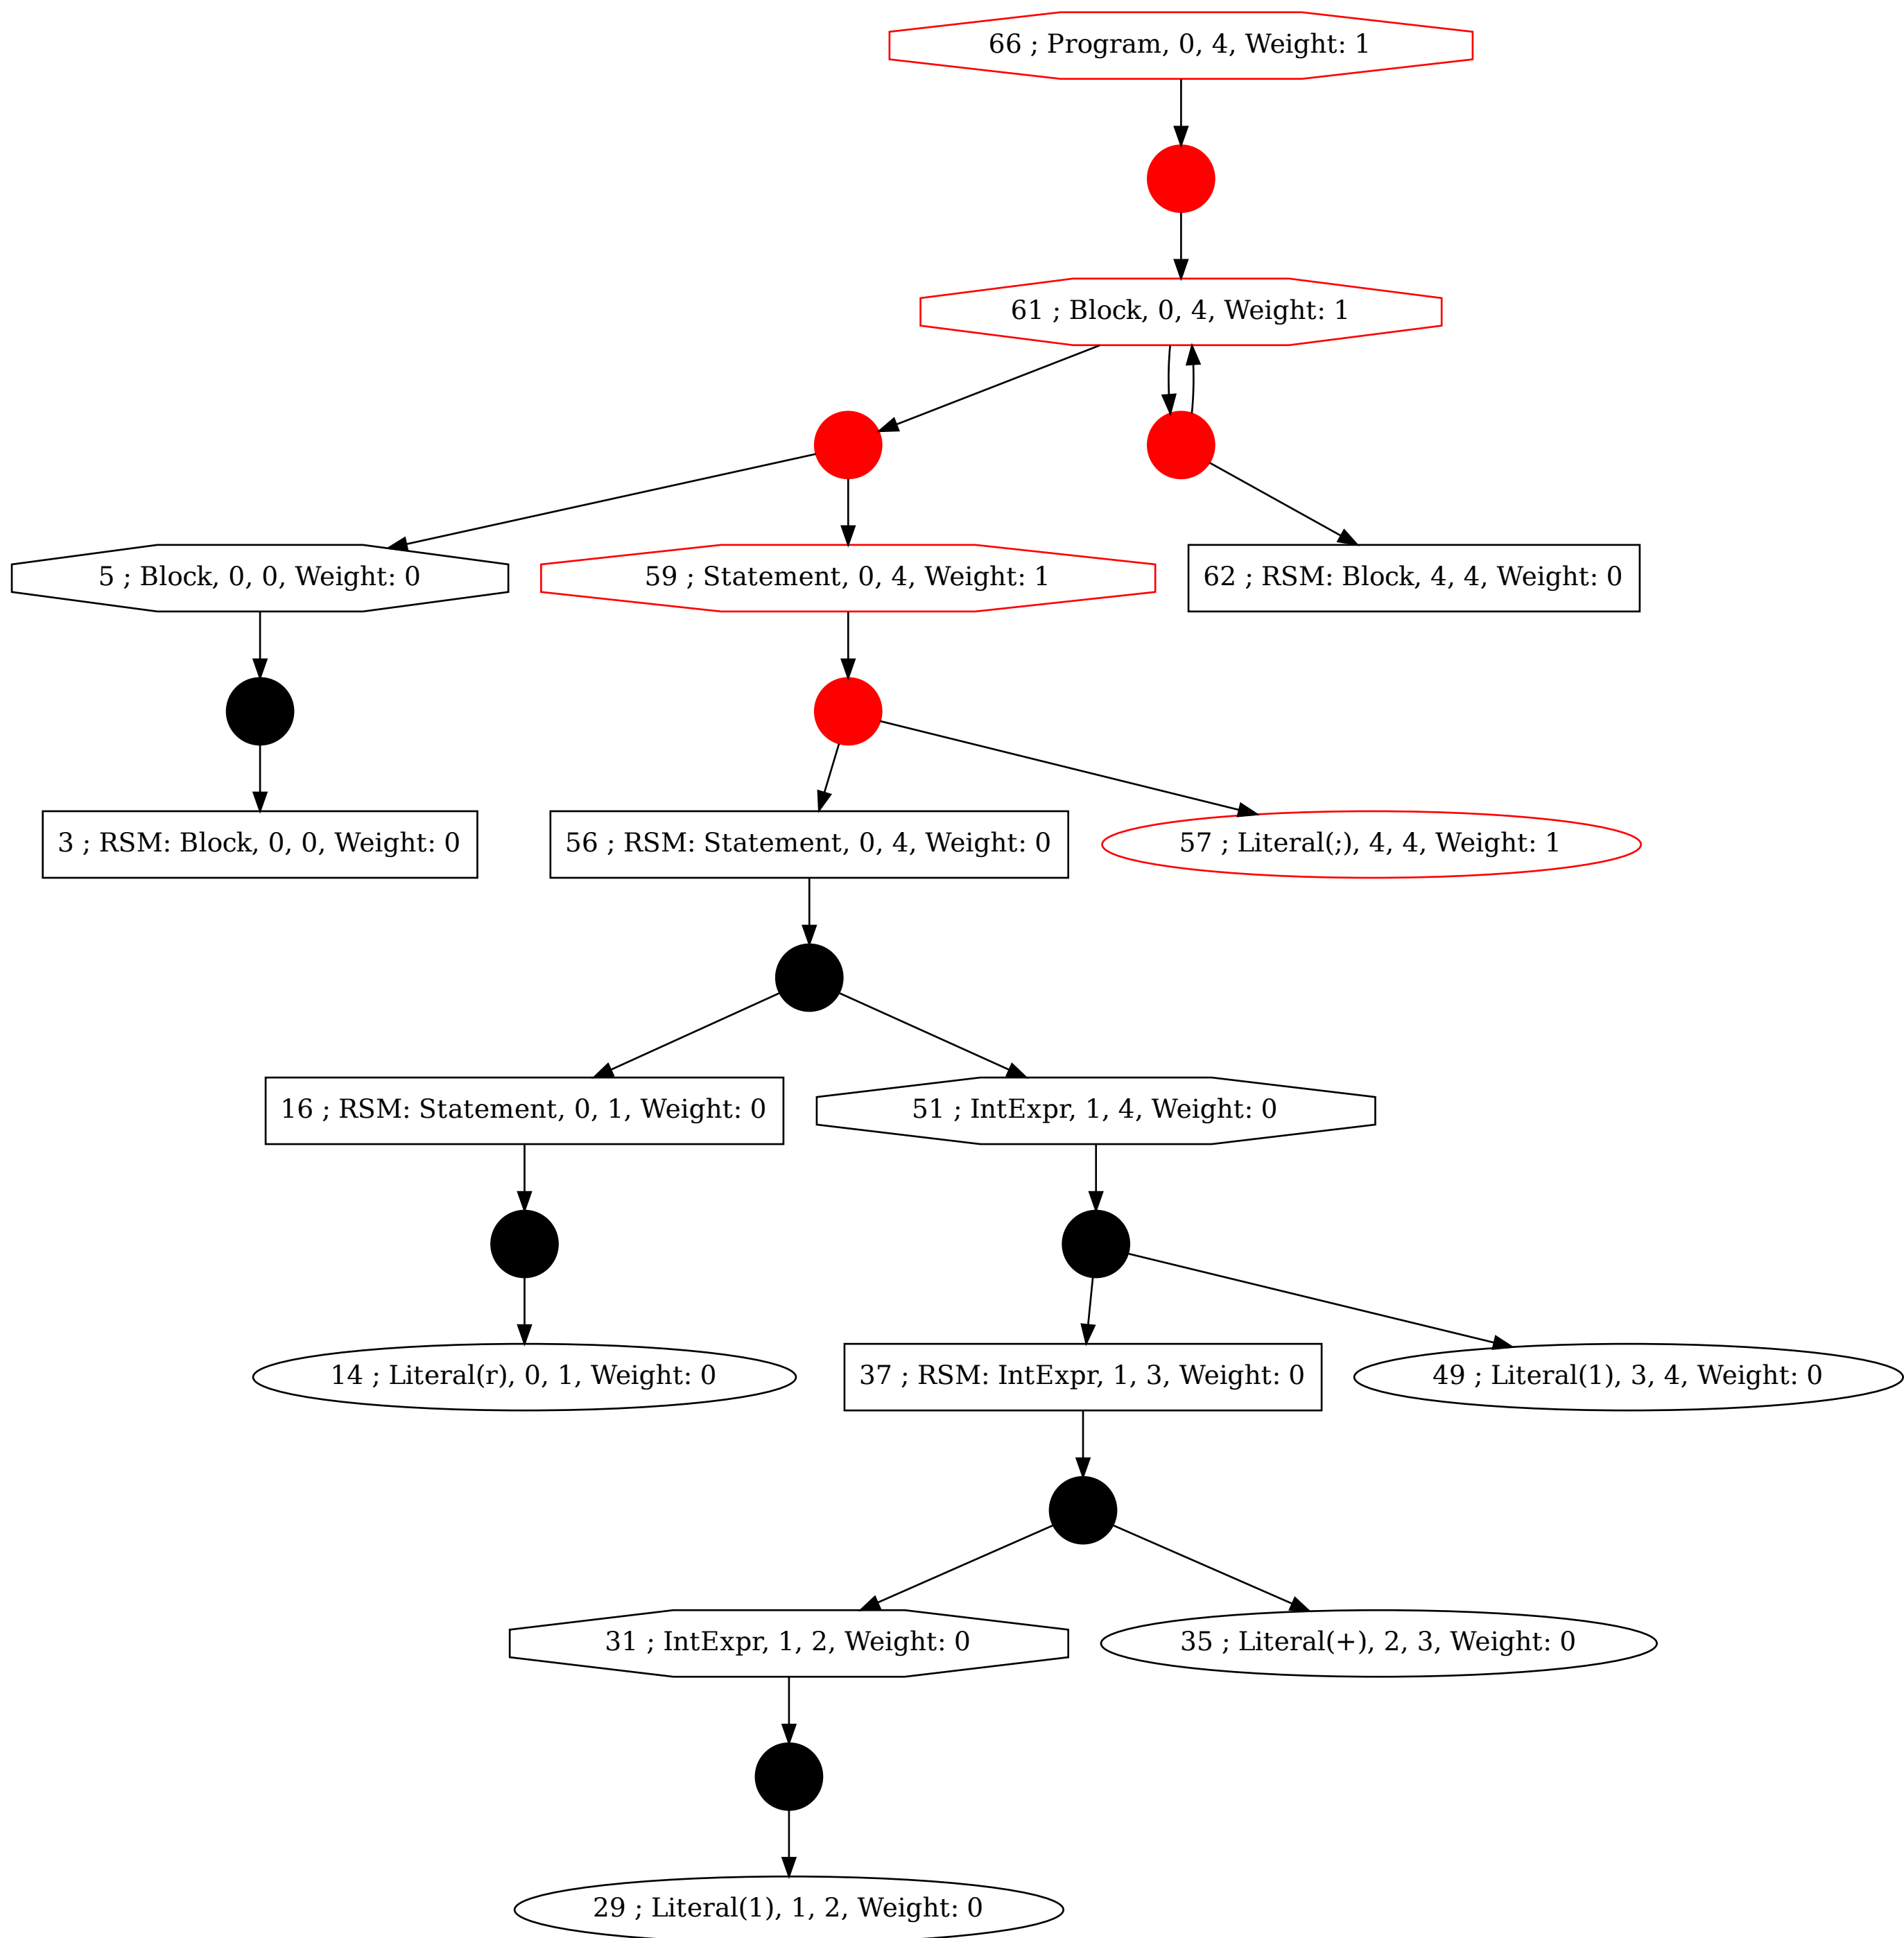 66 ; Program, 0, 4, Weight: 1
61 ; Block, 0, 4, Weight: 1
5 ; Block, 0, 0, Weight: 0
59 ; Statement, 0, 4, Weight: 1
62 ; RSM: Block, 4, 4, Weight: 0
3 ; RSM: Block, 0, 0, Weight: 0
56 ; RSM: Statement, 0, 4, Weight: 0
57 ; Literal(;), 4, 4, Weight: 1
16 ; RSM: Statement, 0, 1, Weight: 0
51 ; IntExpr, 1, 4, Weight: 0
14 ; Literal(r), 0, 1, Weight: 0
37 ; RSM: IntExpr, 1, 3, Weight: 0
49 ; Literal(1), 3, 4, Weight: 0
31 ; IntExpr, 1, 2, Weight: 0
35 ; Literal(+), 2, 3, Weight: 0
29 ; Literal(1), 1, 2, Weight: 0